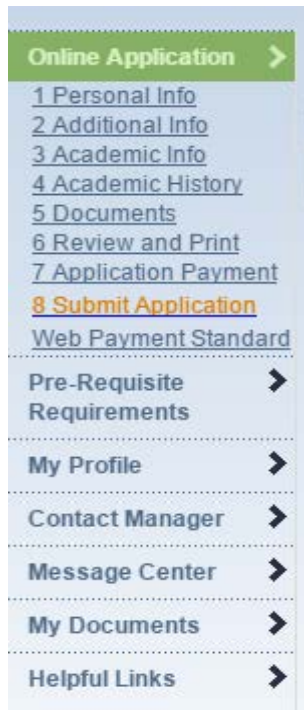 Online Application
1 Personal Info
2 Additional Info
3 Academic Info
4 Academic History
5 Documents
6 Review and Print
7 Application Payment
8 Submit Application
Web Payment Standard
Pre-Requisite
Requirements
My Profile
Contact Manager
Message Center
My Documents
Helpful Links